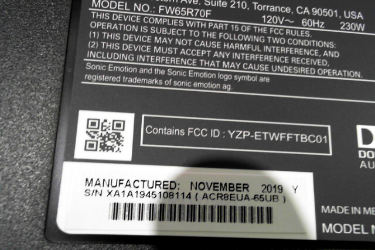 Ave. Suite 210, Torrance, CA 90501, USA
MODEL NO.: FW65R70F 120V~ 60Hz 230W
THIS DEVICE COMPLIES WITH PART 15 OF THE FCC RULES.
OPERATION IS SUBJECT TO THE FOLLOWING TWO CONDITIONS:
(1) THIS DEVICE MAY NOT CAUSE HARMFUL INTERFERENCE, AND
(2) THIS DEVICE MUST ACCEPT ANY INTERFERENCE RECEIVED, INCLUDING
INTERFERENCE THAT MAY CAUSE UNDESIRED OPERATION.
Sonic Emotion and the Sonic Emotion logo symbol are
registered trademarks of sonic emotion ag.
Contains FCC ID : YZP-ETWFFTBC01
MANUFACTURED: NOVEMBER 2019 Y
S/N XA1A1945108114 ( ACR8EUA-65UB )
MADE IN ME
MODEL N